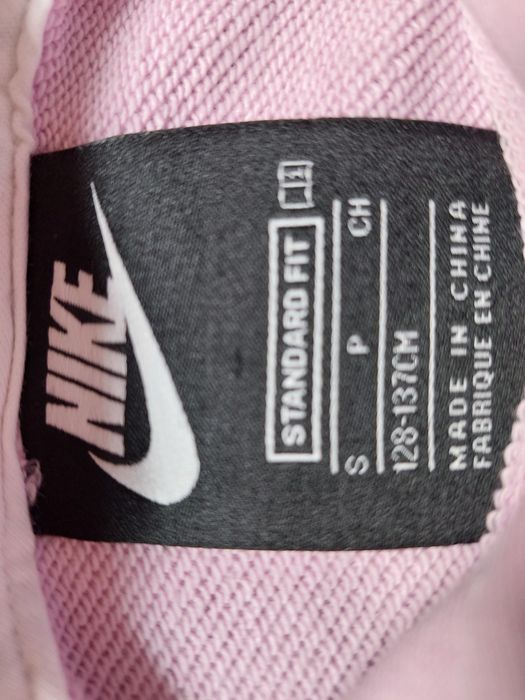 NIKE
STANDARD FIT
S P CH
128-137CM
MADE IN CHINA
FABRIQUE EN CHINE